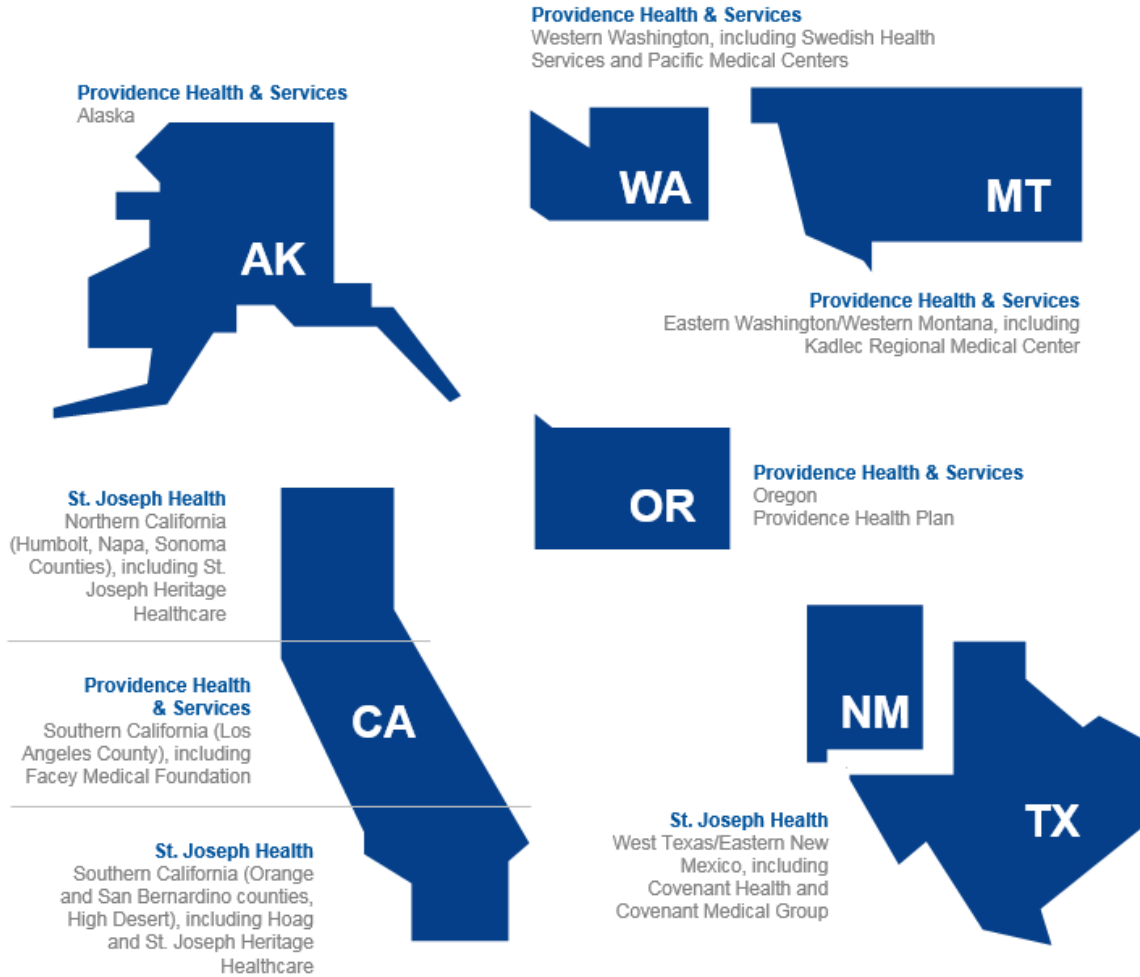 Providence Health & Services
Western Washington, including Swedish Health
Services and Pacific Medical Centers
Providence Health & Services
Alaska
WA
MT
AK
Providence Health & Services
Eastern Washington/Western Montana, including
Kadlec Regional Medical Center
OR
Providence Health & Services
Oregon
Providence Health Plan
St. Joseph Health
Northern California
(Humbolt, Napa, Sonoma
Counties), including St.
Joseph Heritage
Healthcare
Providence Health
& Services
Southern California (Los
Angeles County), including
Facey Medical Foundation
CA
NM
TX
St. Joseph Health
West Texas/Eastern New
Mexico, including
Covenant Health and
Covenant Medical Group
St. Joseph Health
Southern California (Orange
and San Bernardino counties,
High Desert), including Hoag
and St. Joseph Heritage
Healthcare